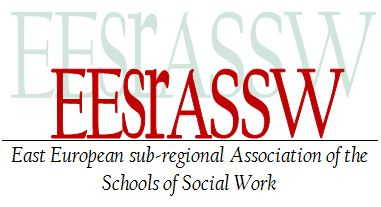 EESrASSW
EESrASSW
East European sub-regional Association of the
Schools of Social Work